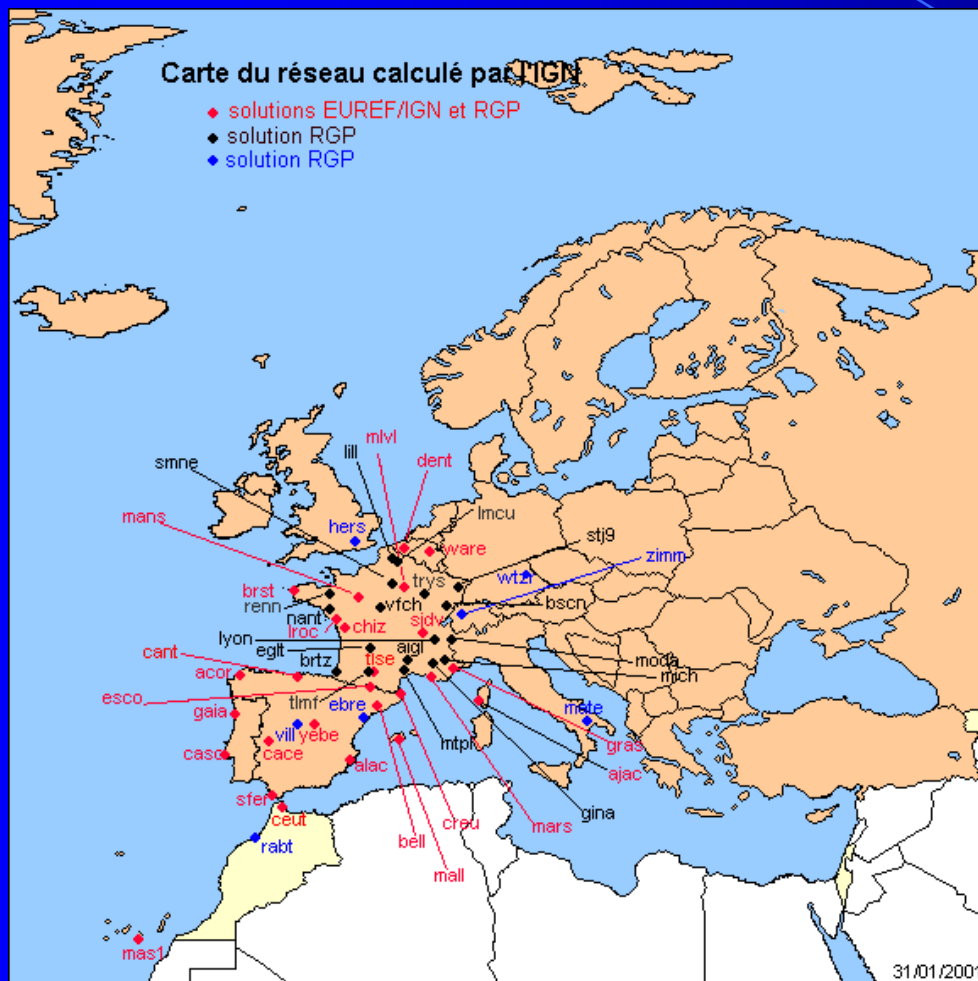 Carte du réseau calculé par l'IGN
solutions EUREF/IGN et RGP
solution RGP
solution RGP
mlvl
lill
dent
smne
lmcu
mans
hers
ware
stj9
zimm
wtzr
trys
brst
renn
vfch
bscn
nant
lroc
chiz
sjdv
lyon
eglt
aigl
moda
cant
brtz
tlse
mich
acor
esco
tlmf
ebre
gaia
mate
vill
yebe
mtpl
gras
casc
cace
alac
ajac
sfer
ceut
creu
mars
gina
rabt
bell
mall
mas1
31/01/2001